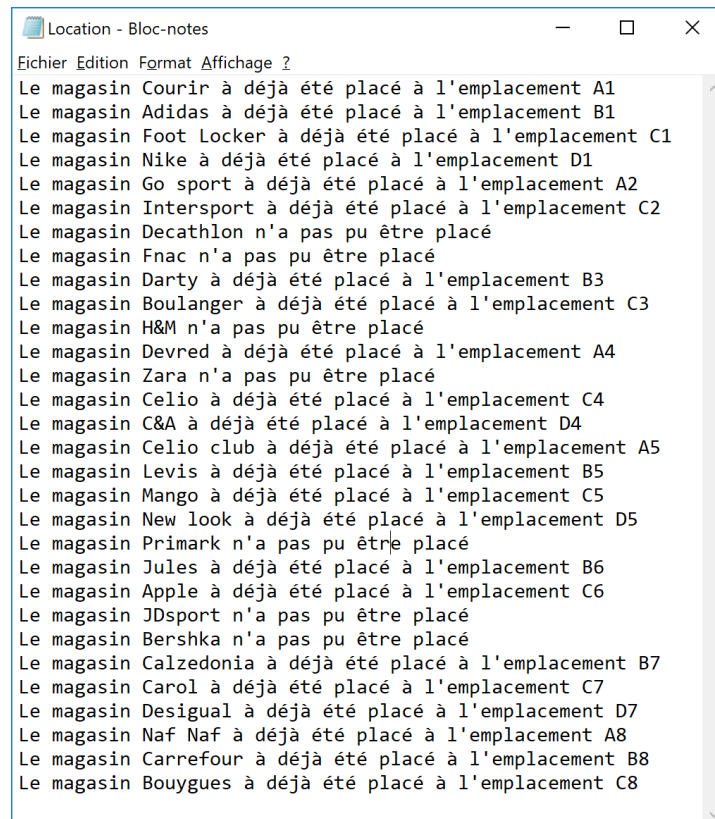 Location - Bloc-notes
Fichier Edition Format Affichage ?
Le magasin Courir à déjà été placé à l'emplacement A1
Le magasin Adidas à déjà été placé à l'emplacement B1
Le magasin Foot Locker à déjà été placé à l'emplacement C1
Le magasin Nike à déjà été placé à l'emplacement D1
Le magasin Go sport à déjà été placé à l'emplacement A2
Le magasin Intersport à déjà été placé à l'emplacement C2
Le magasin Decathlon n'a pas pu être placé
Le magasin Fnac n'a pas pu être placé
Le magasin Darty à déjà été placé à l'emplacement B3
Le magasin Boulanger à déjà été placé à l'emplacement C3
Le magasin H&M n'a pas pu être placé
Le magasin Devred à déjà été placé à l'emplacement A4
Le magasin Zara n'a pas pu être placé
Le magasin Celio à déjà été placé à l'emplacement C4
Le magasin C&A à déjà été placé à l'emplacement D4
Le magasin Celio club à déjà été placé à l'emplacement A5
Le magasin Levis à déjà été placé à l'emplacement B5
Le magasin Mango à déjà été placé à l'emplacement C5
Le magasin New look à déjà été placé à l'emplacement D5
Le magasin Primark n'a pas pu être placé
Le magasin Jules à déjà été placé à l'emplacement B6
Le magasin Apple à déjà été placé à l'emplacement C6
Le magasin JDsport n'a pas pu être placé
Le magasin Bershka n'a pas pu être placé
Le magasin Calzedonia à déjà été placé à l'emplacement B7
Le magasin Carol à déjà été placé à l'emplacement C7
Le magasin Desigual à déjà été placé à l'emplacement D7
Le magasin Naf Naf à déjà été placé à l'emplacement A8
Le magasin Carrefour à déjà été placé à l'emplacement B8
Le magasin Bouygues à déjà été placé à l'emplacement C8